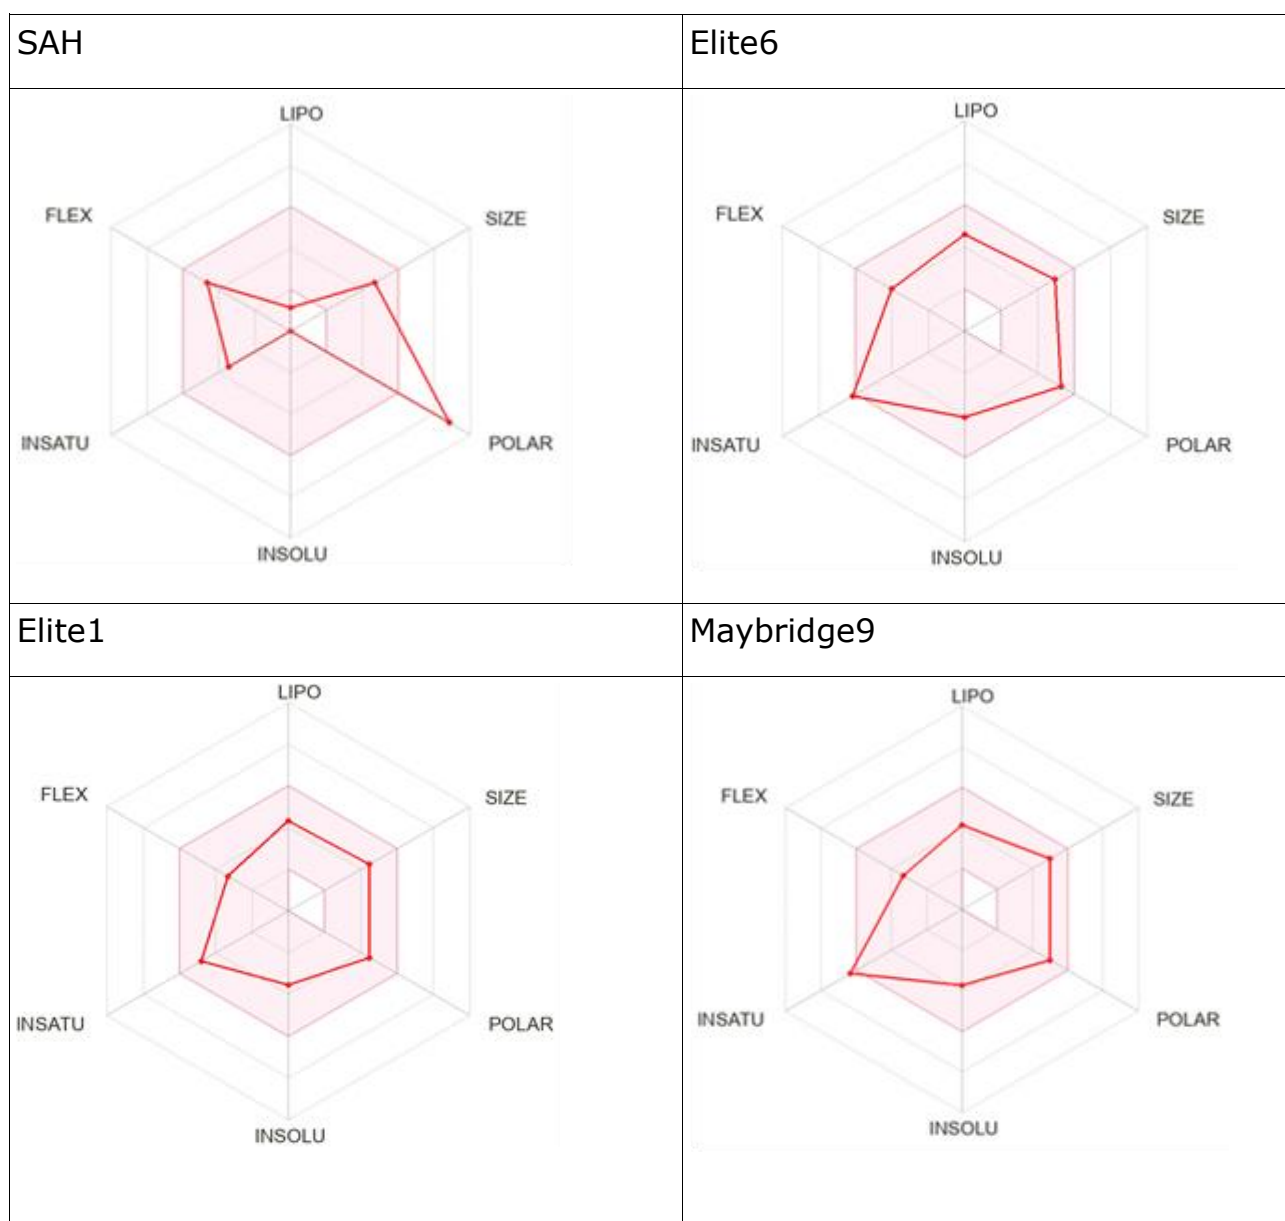 SAH
Elite6
LIPO
FLEX
SIZE
INSATU
POLAR
INSOLU
LIPO
FLEX
SIZE
INSATU
POLAR
INSOLU
Elite1
Maybridge9
LIPO
FLEX
SIZE
INSATU
POLAR
INSOLU
LIPO
FLEX
SIZE
INSATU
POLAR
INSOLU